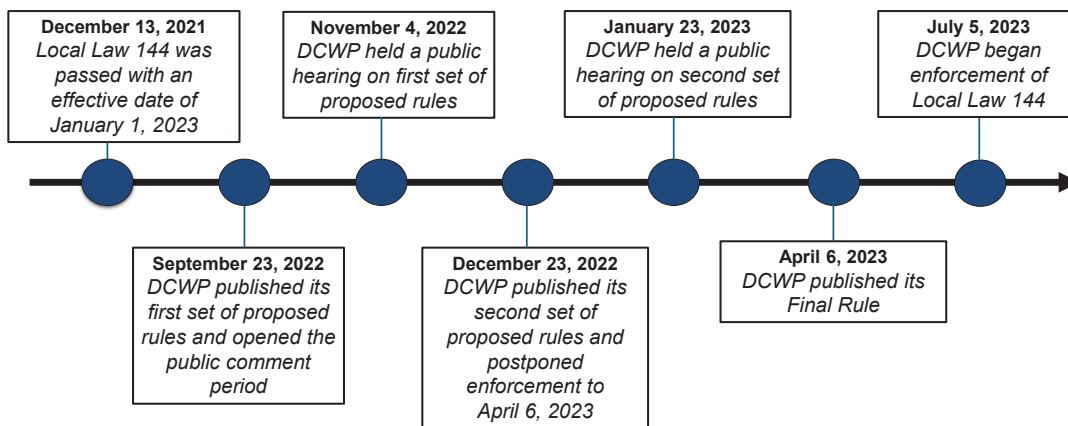 December 13, 2021
Local Law 144 was
passed with an
effective date of
January 1, 2023
November 4, 2022
DCWP held a public
hearing on first set of
proposed rules
January 23, 2023
DCWP held a public
hearing on second set
of proposed rules
July 5, 2023
DCWP began
enforcement of
Local Law 144
September 23, 2022
DCWP published its
first set of proposed
rules and opened the
public comment
period
December 23, 2022
DCWP published its
second set of
proposed rules and
postponed
enforcement to
April 6, 2023
April 6, 2023
DCWP published its
Final Rule